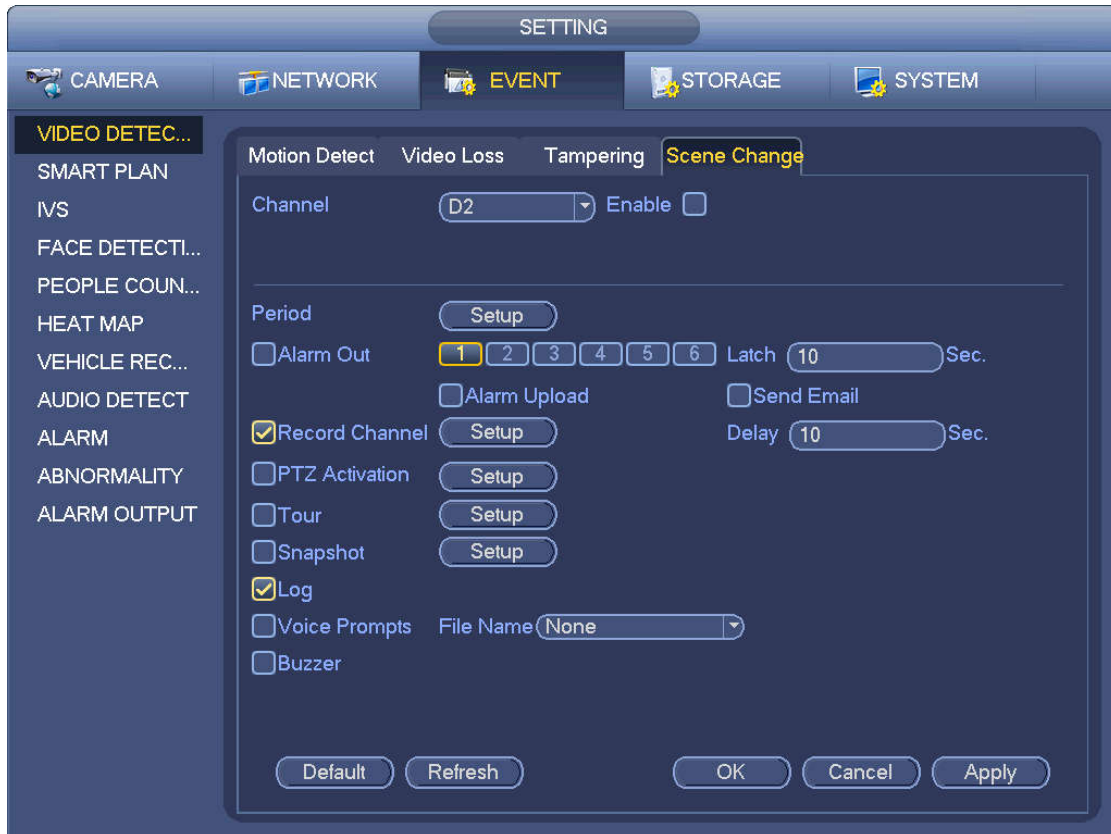 SETTING
CAMERA NETWORK EVENT STORAGE SYSTEM
VIDEO DETEC...
SMART PLAN
IVS
FACE DETECTI...
PEOPLE COUN...
HEAT MAP
VEHICLE REC...
AUDIO DETECT
ALARM
ABNORMALITY
ALARM OUTPUT
Motion Detect Video Loss Tampering Scene Change
Channel D2 Enable
Period Setup
Alarm Out 1 2 3 4 5 6 Latch 10 Sec.
Alarm Upload Send Email
Record Channel Setup Delay 10 Sec.
PTZ Activation Setup
Tour Setup
Snapshot Setup
Log
Voice Prompts File Name None
Buzzer
Default Refresh OK Cancel Apply